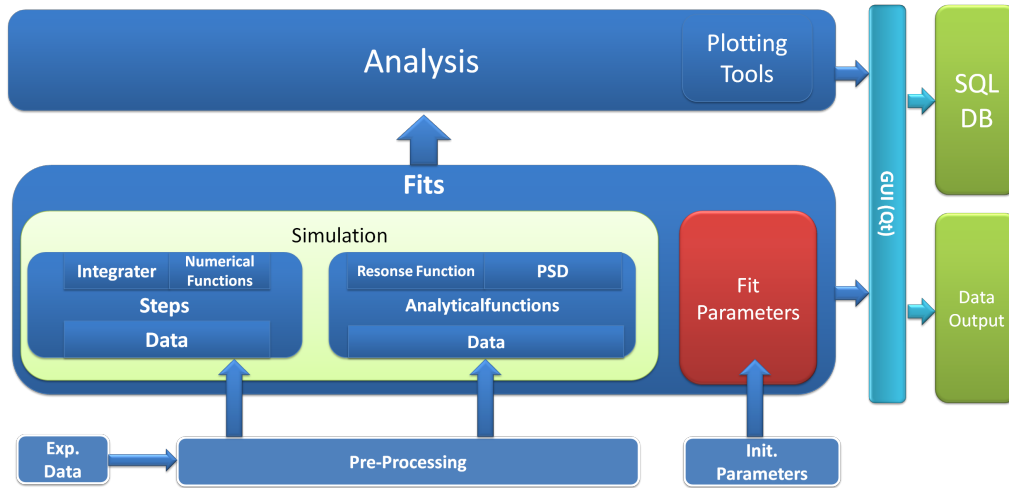 Analysis
Plotting
Tools
SQL
DB
GUI (Qt)
Fits
Simulation
Integrater
Numerical
Functions
Steps
Data
Resonse Function
PSD
Analyticalfunctions
Data
Fit
Parameters
Data
Output
Exp.
Data
Pre-Processing
Init.
Parameters